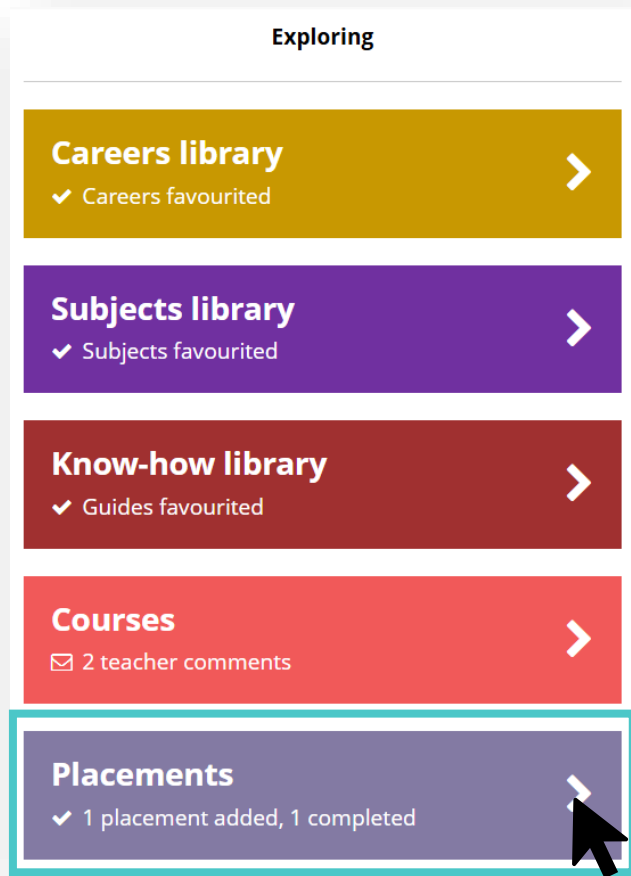 Exploring
Careers library
Careers favourited
Subjects library
Subjects favourited
Know-how library
Guides favourited
Courses
2 teacher comments
Placements
1 placement added, 1 completed